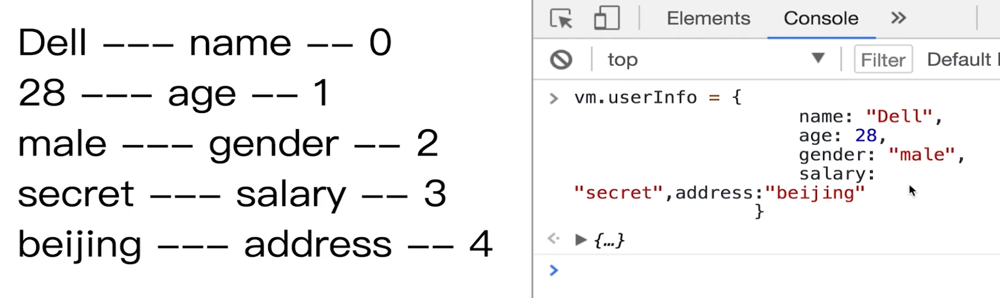 Dell --- name -- 0
28 --- age -- 1
male --- gender -- 2
secret --- salary -- 3
beijing --- address -- 4
Elements Console »
top ▼ Filter Default
> vm.userInfo = {
name: "Dell",
age: 28,
gender: "male",
salary:
"secret",address:"beijing"
}
<· ▶ {…}
>